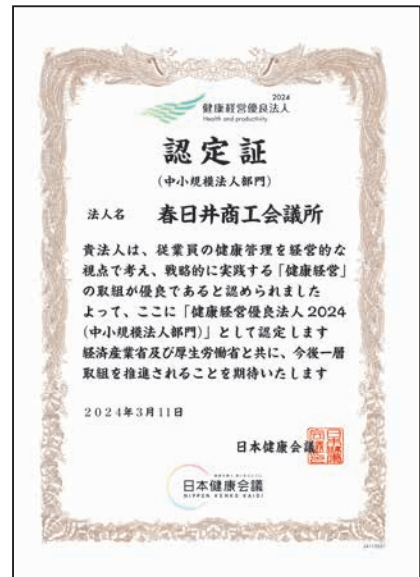 2024
健康経営優良法人
Health and productivity
認定証
(中小規模法人部門)
法人名 春日井商工会議所
貴法人は、従業員の健康管理を経営的な
視点で考え、戦略的に実践する「健康経営」
の取組が優良であると認められました
よって、ここに「健康経営優良法人2024
(中小規模法人部門)」として認定します
経済産業省及び厚生労働省と共に、今後一層
取組を推進されることを期待いたします
2024年3月11日
日本健康会議
日本健康会議
NIPPON KENKO KAIGI